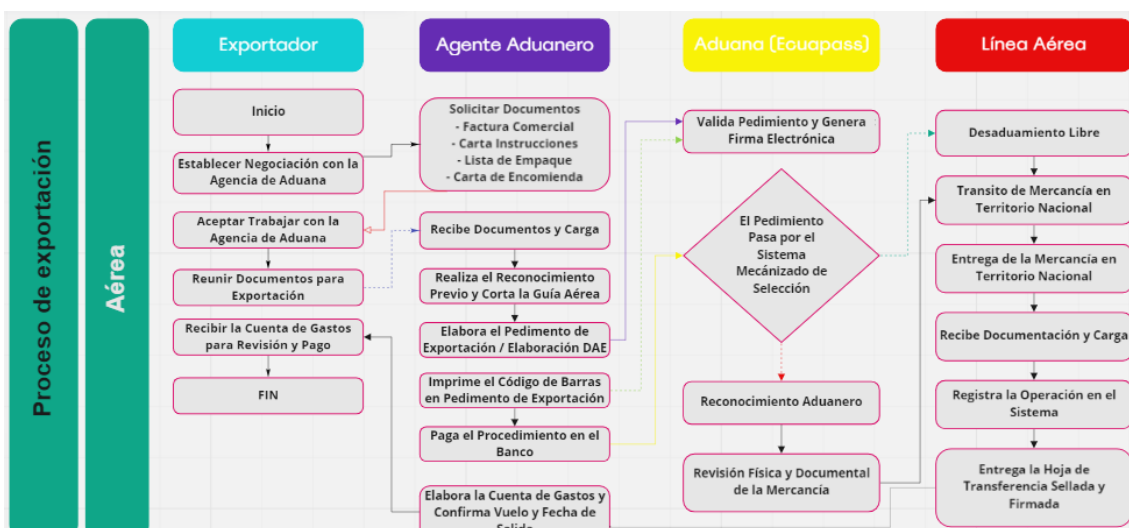 Proceso de exportación
Aérea
Exportador
Inicio
Establecer Negociación con la
Agencia de Aduana
Aceptar Trabajar con la
Agencia de Aduana
Reunir Documentos para
Exportación
Recibir la Cuenta de Gastos
para Revisión y Pago
FIN
Agente Aduanero
Solicitar Documentos
- Factura Comercial
- Carta Instrucciones
- Lista de Empaque
- Carta de Encomienda
Recibe Documentos y Carga
Realiza el Reconocimiento
Previo y Corta la Guía Aérea
Elabora el Pedimento de
Exportación / Elaboración DAE
Imprime el Código de Barras
en Pedimento de Exportación
Paga el Procedimiento en el
Banco
Elabora la Cuenta de Gastos y
Confirma Vuelo y Fecha de
Salida
Aduana (Ecuapass)
Valida Pedimiento y Genera
Firma Electrónica
El Pedimiento
Pasa por el
Sistema
Mecánizado de
Selección
Reconocimiento Aduanero
Revisión Física y Documental
de la Mercancía
Línea Aérea
Desaduamiento Libre
Transito de Mercancía en
Territorio Nacional
Entrega de la Mercancía en
Territorio Nacional
Recibe Documentación y Carga
Registra la Operación en el
Sistema
Entrega la Hoja de
Transferencia Sellada y
Firmada